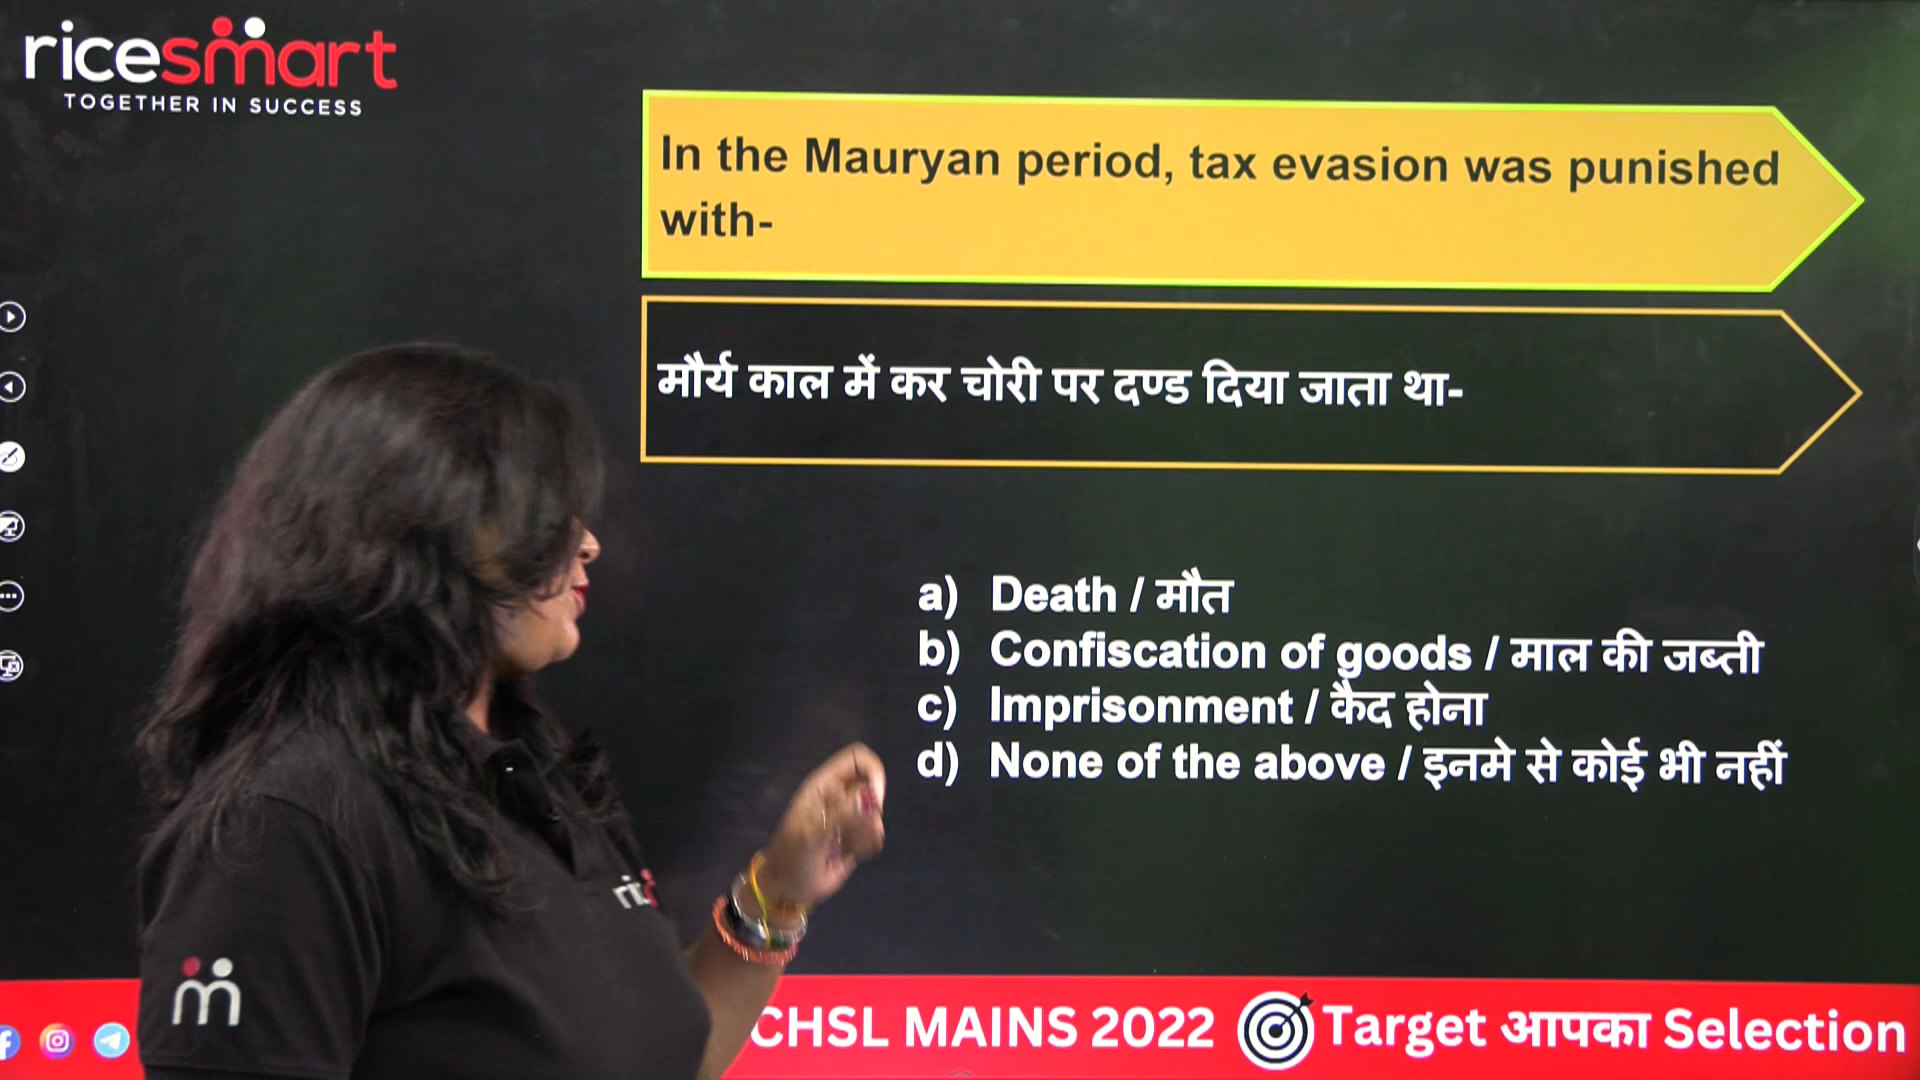 ricesmart
TOGETHER IN SUCCESS
In the Mauryan period, tax evasion was punished
with-
मौर्य काल में कर चोरी पर दण्ड दिया जाता था-
a) Death / मौत
b) Confiscation of goods / माल की जब्ती
c) Imprisonment / कैद होना
d) None of the above / इनमे से कोई भी नहीं
CHSL MAINS 2022 Target आपका Selection